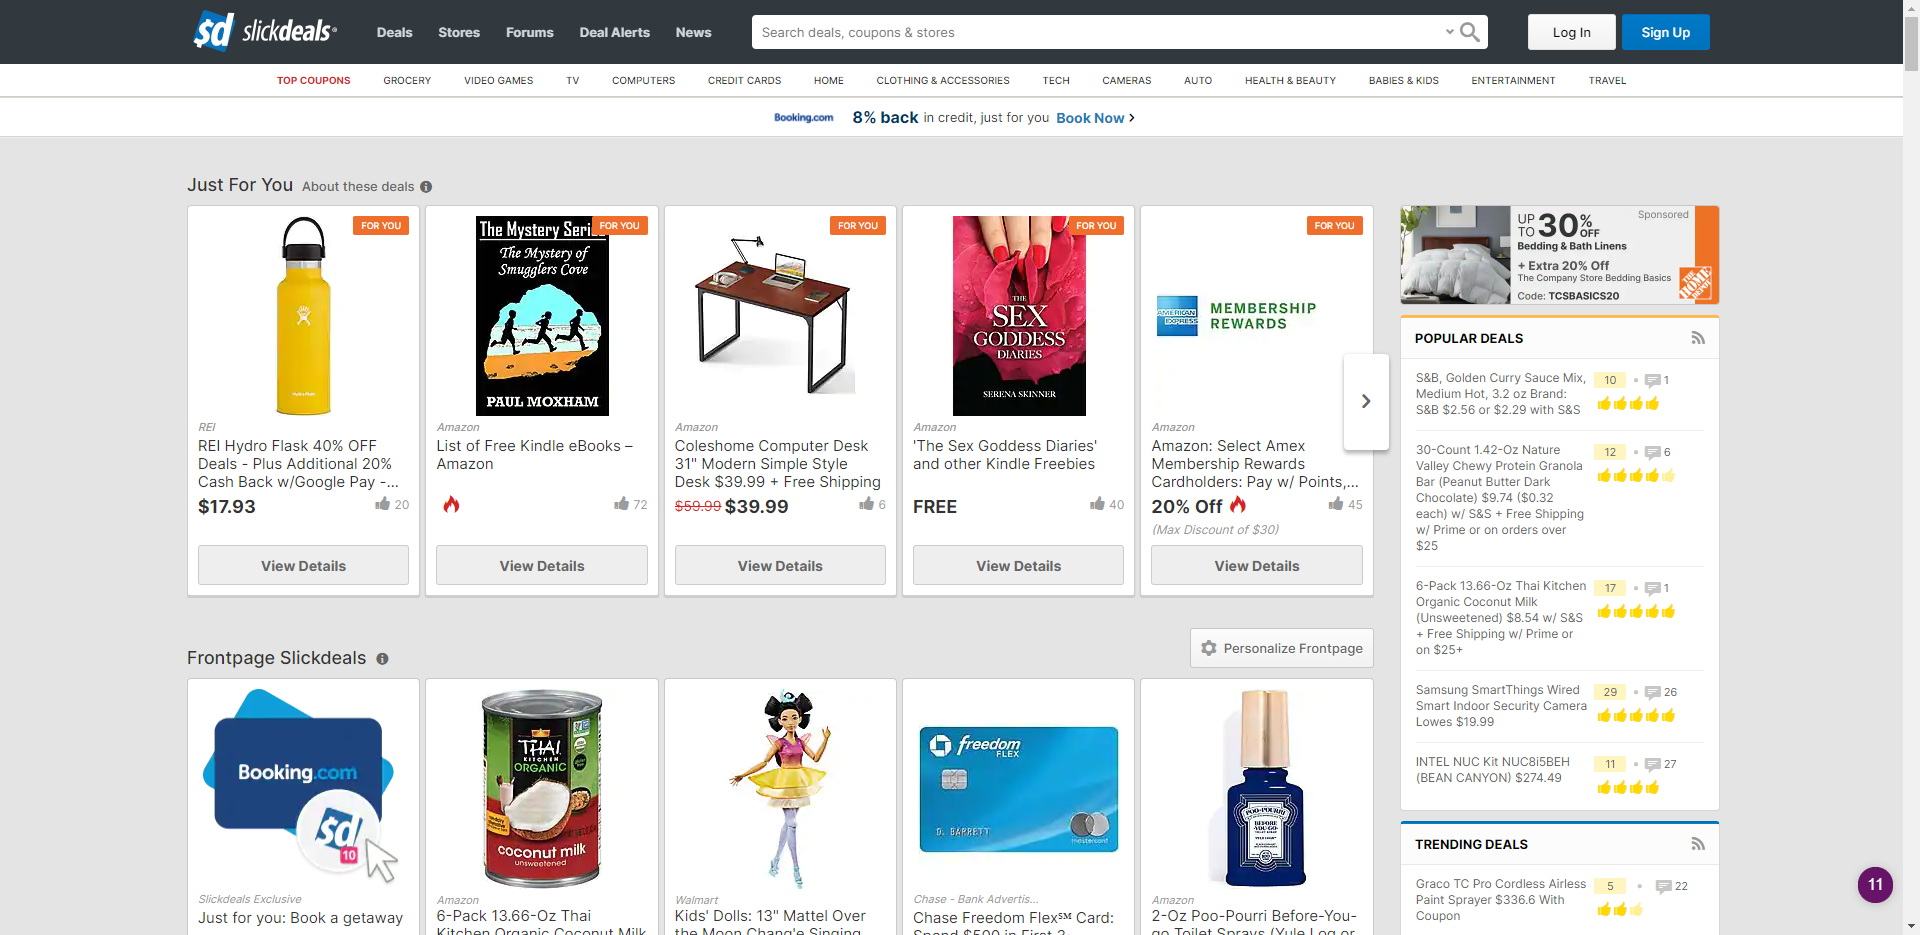 $d slickdeals
Deals
Stores
Forums
Deal Alerts
News
Search deals, coupons & stores
Log In
Sign Up
TOP COUPONS
GROCERY
VIDEO GAMES
TV
COMPUTERS
CREDIT CARDS
HOME
CLOTHING & ACCESSORIES
TECH
CAMERAS
AUTO
HEALTH & BEAUTY
BABIES & KIDS
ENTERTAINMENT
TRAVEL
Booking.com 8% back in credit, just for you Book Now
Just For You About these deals
FOR YOU
REI
REI Hydro Flask 40% OFF
Deals - Plus Additional 20%
Cash Back w/Google Pay -...
$17.93
20
View Details
The Mystery Seri
FOR YOU
The Mystery of
Smugglers Cove
PAUL MOXHAM
Amazon
List of Free Kindle eBooks –
Amazon
72
View Details
FOR YOU
Amazon
Coleshome Computer Desk
31" Modern Simple Style
Desk $39.99 + Free Shipping
$59.99 $39.99
6
View Details
FOR YOU
THE
SEX
GODDESS
DIARIES
SERENA SKINNER
Amazon
'The Sex Goddess Diaries'
and other Kindle Freebies
FREE
40
View Details
FOR YOU
AMERICAN
EXPRESS
MEMBERSHIP
REWARDS
Amazon
Amazon: Select Amex
Membership Rewards
Cardholders: Pay w/ Points,...
20% Off
45
(Max Discount of $30)
View Details
Sponsored
UP
TO 30% OFF
Bedding & Bath Linens
+ Extra 20% Off
The Company Store Bedding Basics
Code: TCSBASICS20
THE
HOME
DEPOT
POPULAR DEALS
S&B, Golden Curry Sauce Mix,
Medium Hot, 3.2 oz Brand:
S&B $2.56 or $2.29 with S&S
10
1
30-Count 1.42-Oz Nature
Valley Chewy Protein Granola
Bar (Peanut Butter Dark
Chocolate) $9.74 ($0.32
each) w/ S&S + Free Shipping
w/ Prime or on orders over
$25
12
6
6-Pack 13.66-Oz Thai Kitchen
Organic Coconut Milk
(Unsweetened) $8.54 w/ S&S
+ Free Shipping w/ Prime or
on $25+
17
1
Samsung SmartThings Wired
Smart Indoor Security Camera
Lowes $19.99
29
26
INTEL NUC Kit NUC8i5BEH
(BEAN CANYON) $274.49
11
27
TRENDING DEALS
Graco TC Pro Cordless Airless
Paint Sprayer $336.6 With
Coupon
5
22
11
Frontpage Slickdeals
Personalize Frontpage
Booking.com
$d
10
Slickdeals Exclusive
Just for you: Book a getaway
THAI
KITCHEN
ORGANIC
coconut milk
unsweetened
Amazon
6-Pack 13.66-Oz Thai
Kitchen Organic Coconut Milk
Walmart
Kids' Dolls: 13" Mattel Over
the Moon Chang'e Singing
freedom
FLEX
D. BARRETT
mastercard
Chase - Bank Advertis...
Chase Freedom Flex℠ Card:
Spend $500 in First 3
POO-POURRI
BEFORE
-YOU-GO
Amazon
2-Oz Poo-Pourri Before-You-
go Toilet Sprays (Yule Log or